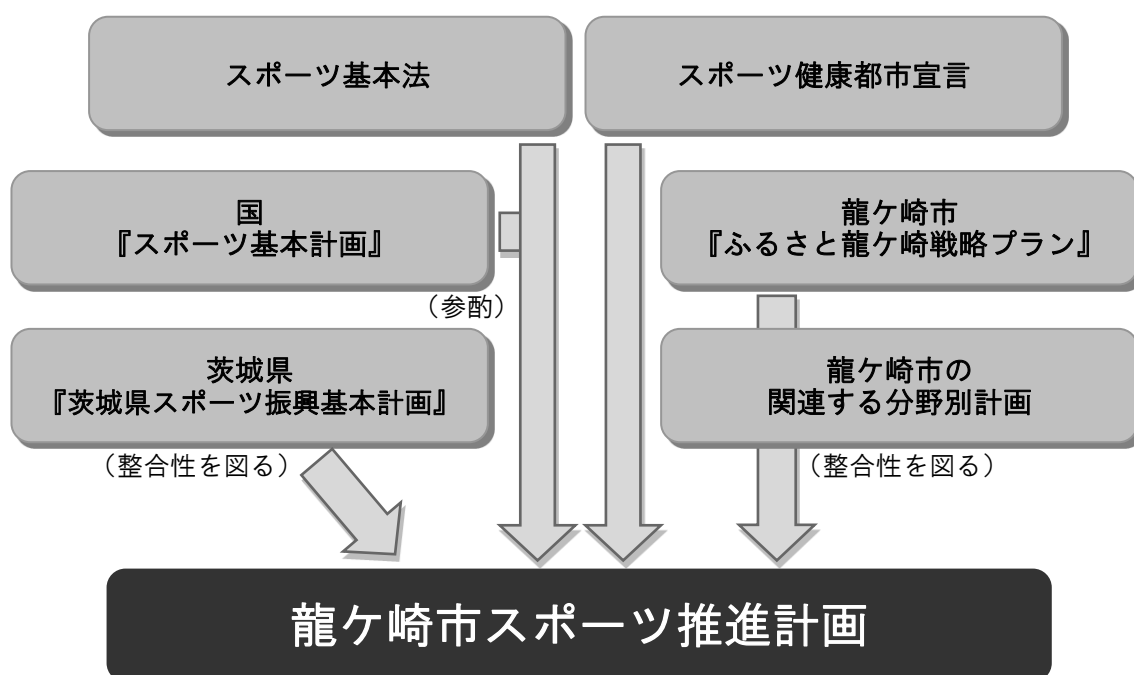 スポーツ基本法
スポーツ健康都市宣言
国
『スポーツ基本計画』
（参酌）
龍ケ崎市
『ふるさと龍ケ崎戦略プラン』
茨城県
『茨城県スポーツ振興基本計画』
（整合性を図る）
龍ケ崎市の
関連する分野別計画
（整合性を図る）
龍ケ崎市スポーツ推進計画